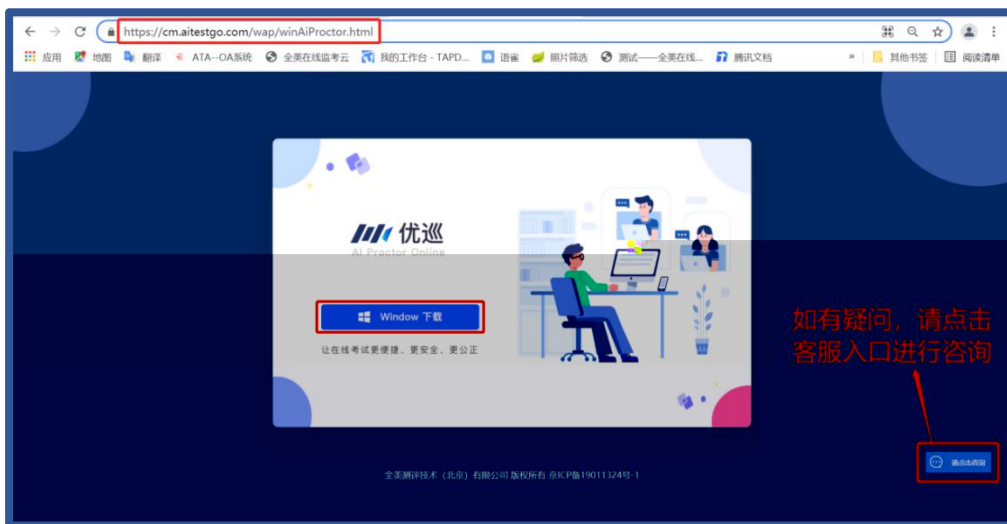 https://cm.aitestgo.com/wap/winAiProctor.html
应用 地图 翻译 ATA--OA系统 全美在线监考云 我的工作台 - TAPD... 语雀 照片筛选 测试——全美在线... 腾讯文档 » 其他书签 阅读清单
优巡
AI Proctor Online
Window 下载
让在线考试更便捷、更安全、更公正
如有疑问，请点击
客服入口进行咨询
请点击咨询
全美测评技术（北京）有限公司 版权所有 京ICP备19011324号-1